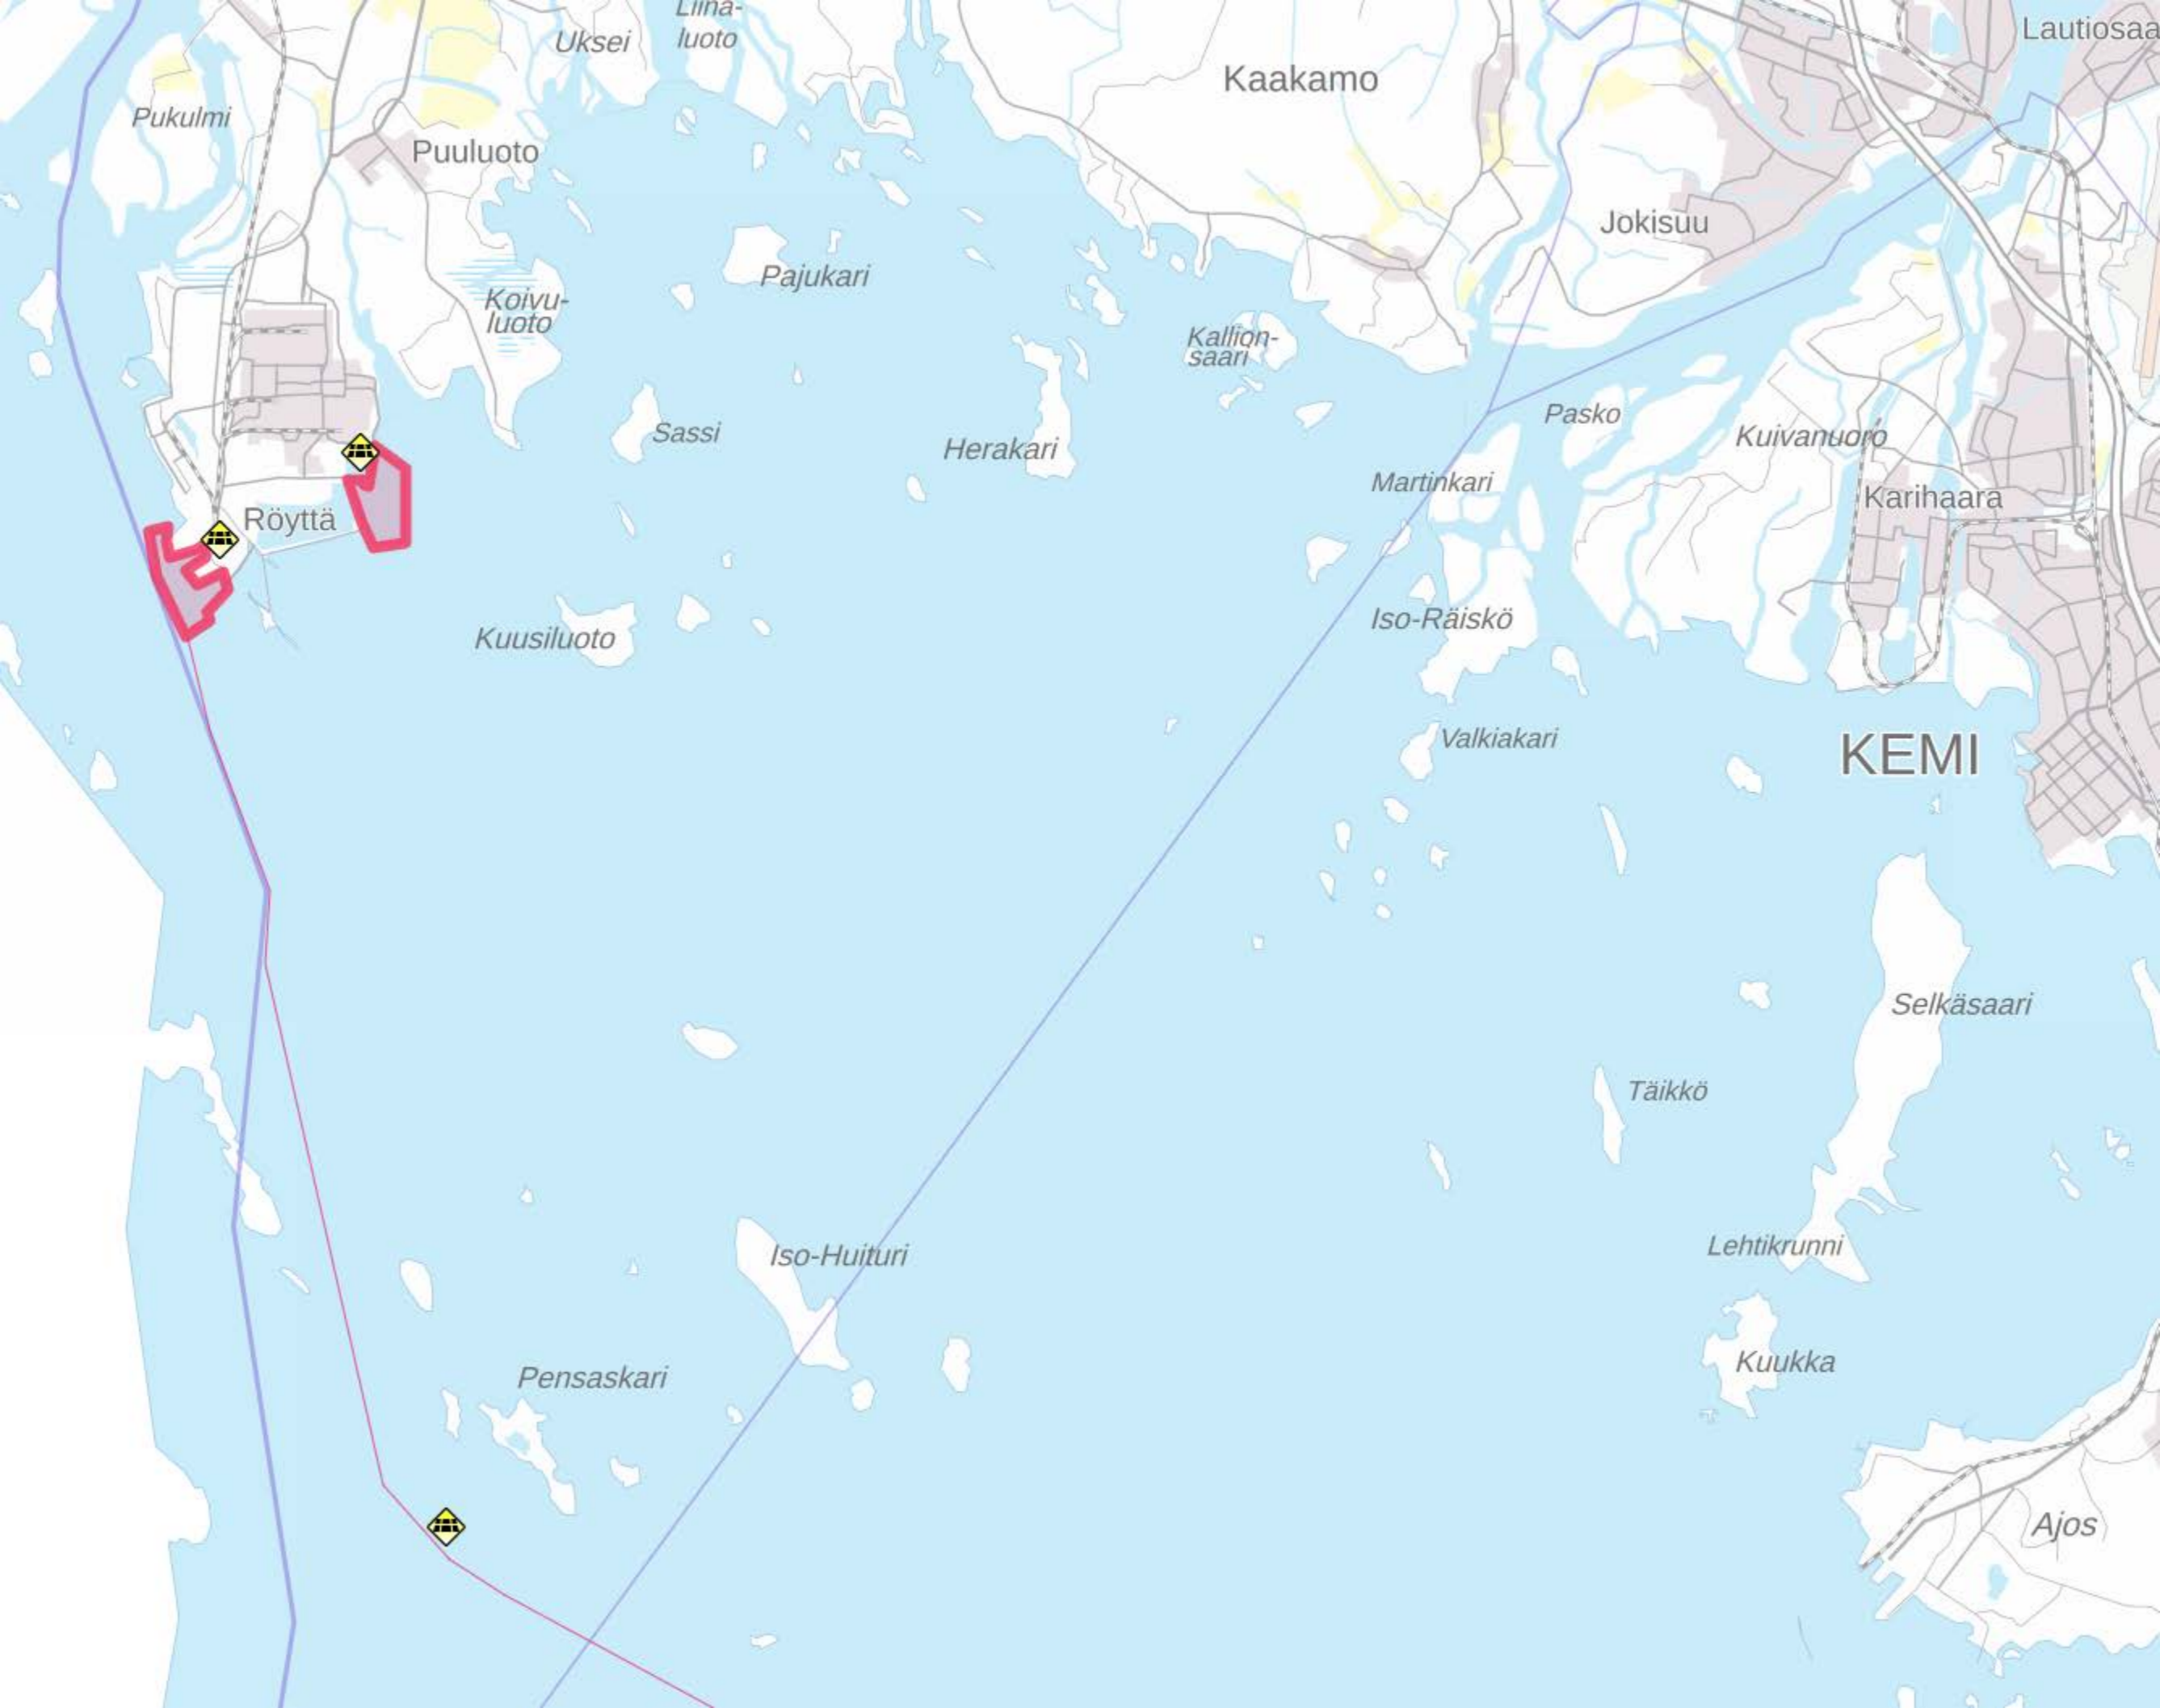 Liina-
luoto
Uksei
Lautiosaa
Kaakamo
Pukulmi
Puuluoto
Jokisuu
Pajukari
Koivu-
luoto
Kallion-
saari
Pasko
Sassi
Kuivanuoro
Herakari
Martinkari
Karihaara
Röyttä
Iso-Räiskö
Kuusiluoto
Valkiakari
KEMI
Selkäsaari
Täikkö
Lehtikrunni
Iso-Huituri
Kuukka
Pensaskari
Ajos